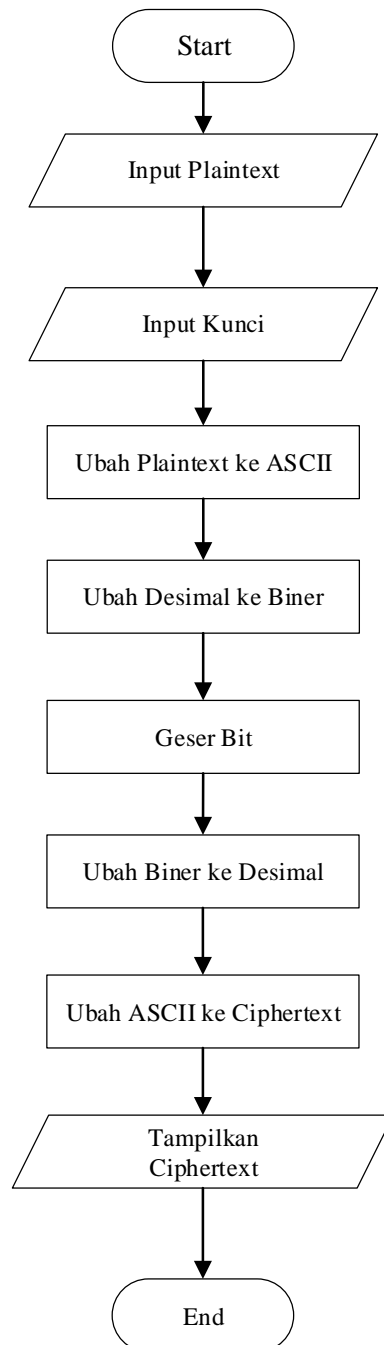 Start
Input Plaintext
Input Kunci
Ubah Plaintext ke ASCII
Ubah Desimal ke Biner
Geser Bit
Ubah Biner ke Desimal
Ubah ASCII ke Ciphertext
Tampilkan
Ciphertext
End